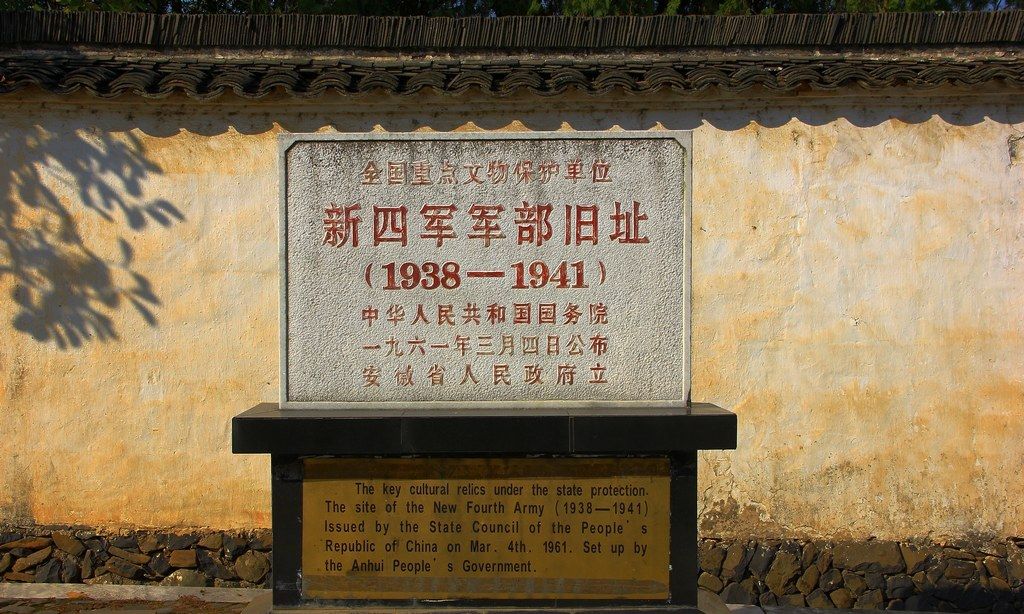 全国重点文物保护单位
新四军军部旧址
(1938—1941)
中华人民共和国国务院
一九六一年三月四日公布
安徽省人民政府立
The key cultural relics under the state protection.
The site of the New Fourth Army (1938—1941)
Issued by the State Council of the People's
Republic of China on Mar. 4th. 1961. Set up by
the Anhui People's Government.